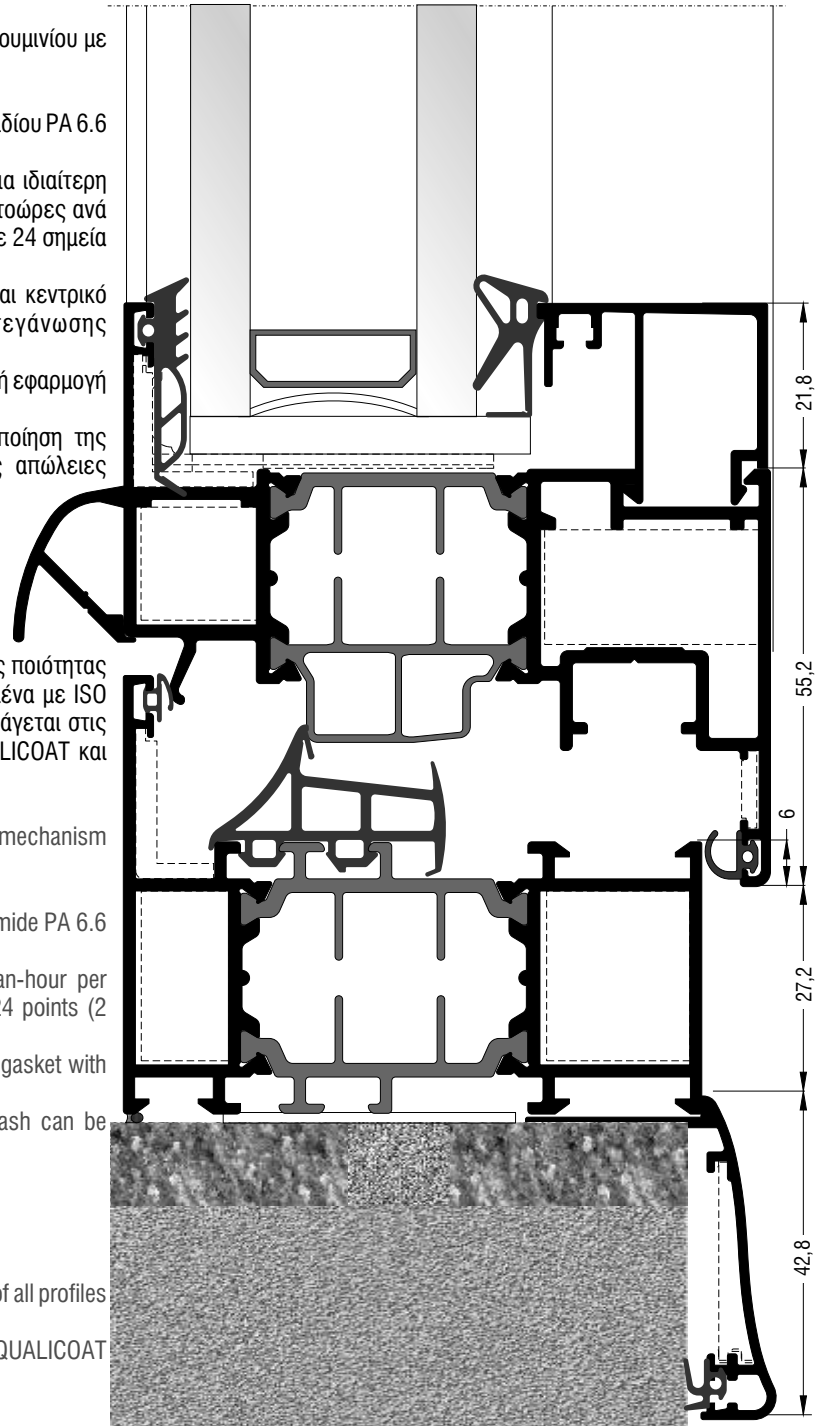 ουμινίου με
δίου PA 6.6
ια ιδιαίτερη
τοώρες ανά
ε 24 σημεία
αι κεντρικό
εγάνωσης
ή εφαρμογή
ποίηση της
ς απώλειες
ς ποιότητας
ένα με ISO
άγεται στις
LICOAT και
mechanism
mide PA 6.6
an-hour per
24 points (2
gasket with
ash can be
of all profiles
QUALICOAT
21,8
55,2
6
27,2
42,8